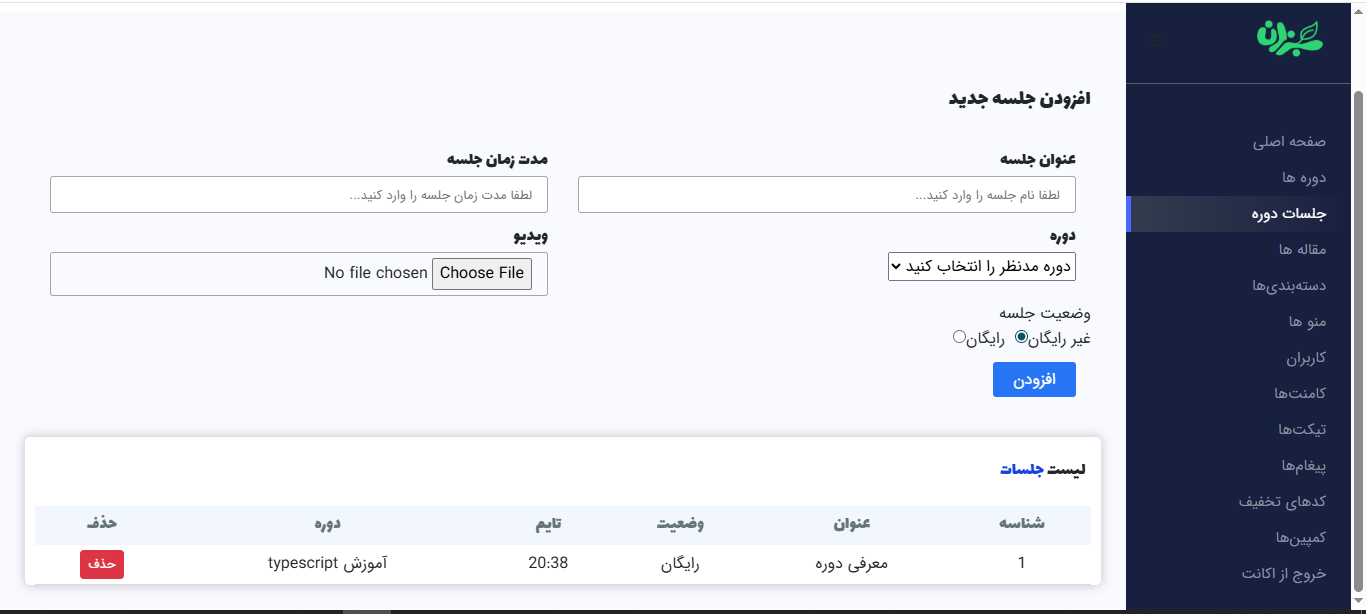 سبزلرن
صفحه اصلی
دوره ها
جلسات دوره
مقاله ها
دسته‌بندی‌ها
منو ها
کاربران
کامنت‌ها
تیکت‌ها
پیغام‌ها
کدهای تخفیف
کمپین‌ها
خروج از اکانت
افزودن جلسه جدید
عنوان جلسه
لطفا نام جلسه را وارد کنید...
مدت زمان جلسه
لطفا مدت زمان جلسه را وارد کنید...
دوره
دوره مدنظر را انتخاب کنید
ویدیو
Choose File No file chosen
وضعیت جلسه
غیر رایگان رایگان
افزودن
لیست جلسات
شناسه عنوان وضعیت تایم دوره حذف
1 معرفی دوره رایگان 20:38 آموزش typescript حذف